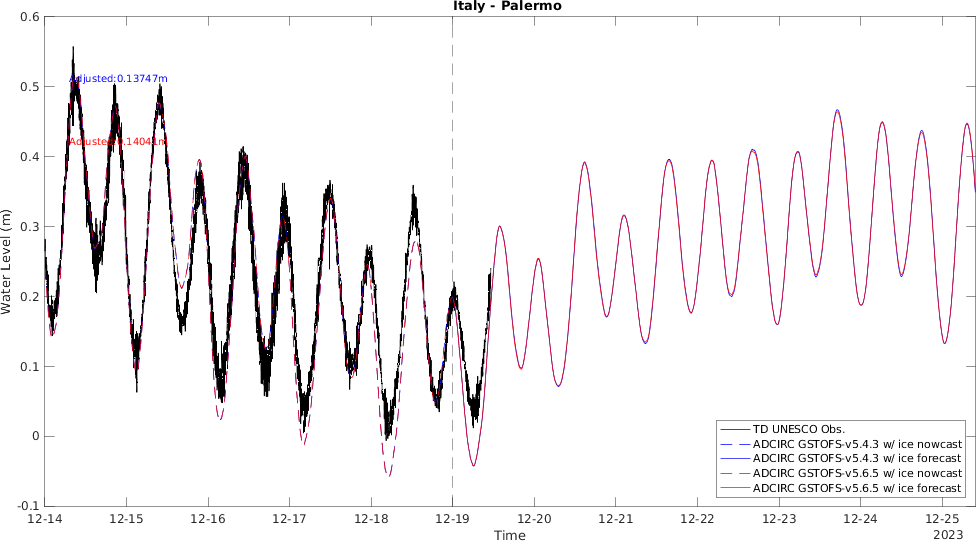 Italy - Palermo
0.6
0.5
0.4
0.3
0.2
0.1
0
-0.1
Water Level (m)
Adjusted:0.13747m
Adjusted:0.14041m
12-14
12-15
12-16
12-17
12-18
12-19
12-20
12-21
12-22
12-23
12-24
12-25
2023
Time
TD UNESCO Obs.
ADCIRC GSTOFS-v5.4.3 w/ ice nowcast
ADCIRC GSTOFS-v5.4.3 w/ ice forecast
ADCIRC GSTOFS-v5.6.5 w/ ice nowcast
ADCIRC GSTOFS-v5.6.5 w/ ice forecast